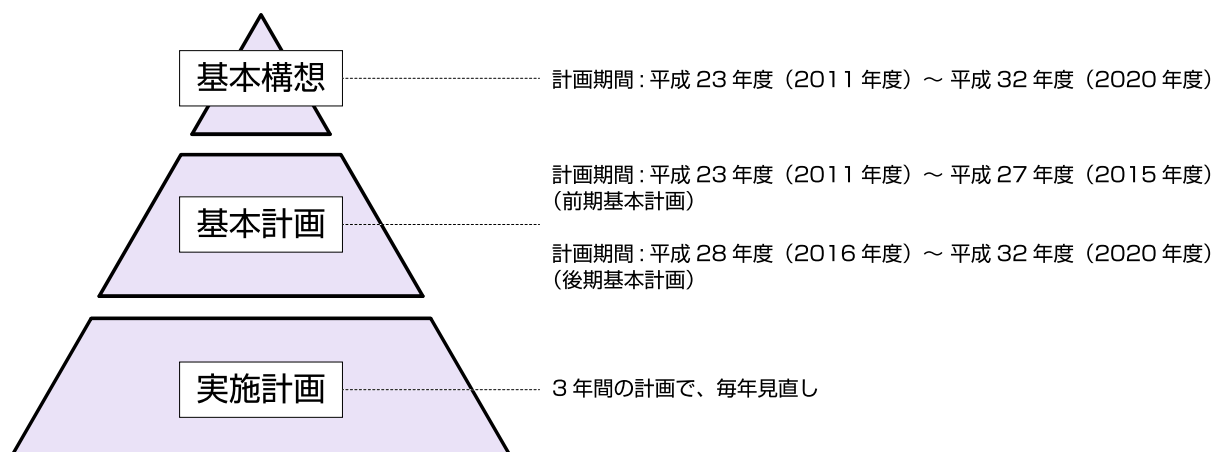 基本構想
計画期間 : 平成 23 年度（2011 年度）～ 平成 32 年度（2020 年度）
基本計画
計画期間 : 平成 23 年度（2011 年度）～ 平成 27 年度（2015 年度）
（前期基本計画）
計画期間 : 平成 28 年度（2016 年度）～ 平成 32 年度（2020 年度）
（後期基本計画）
実施計画
3 年間の計画で、毎年見直し